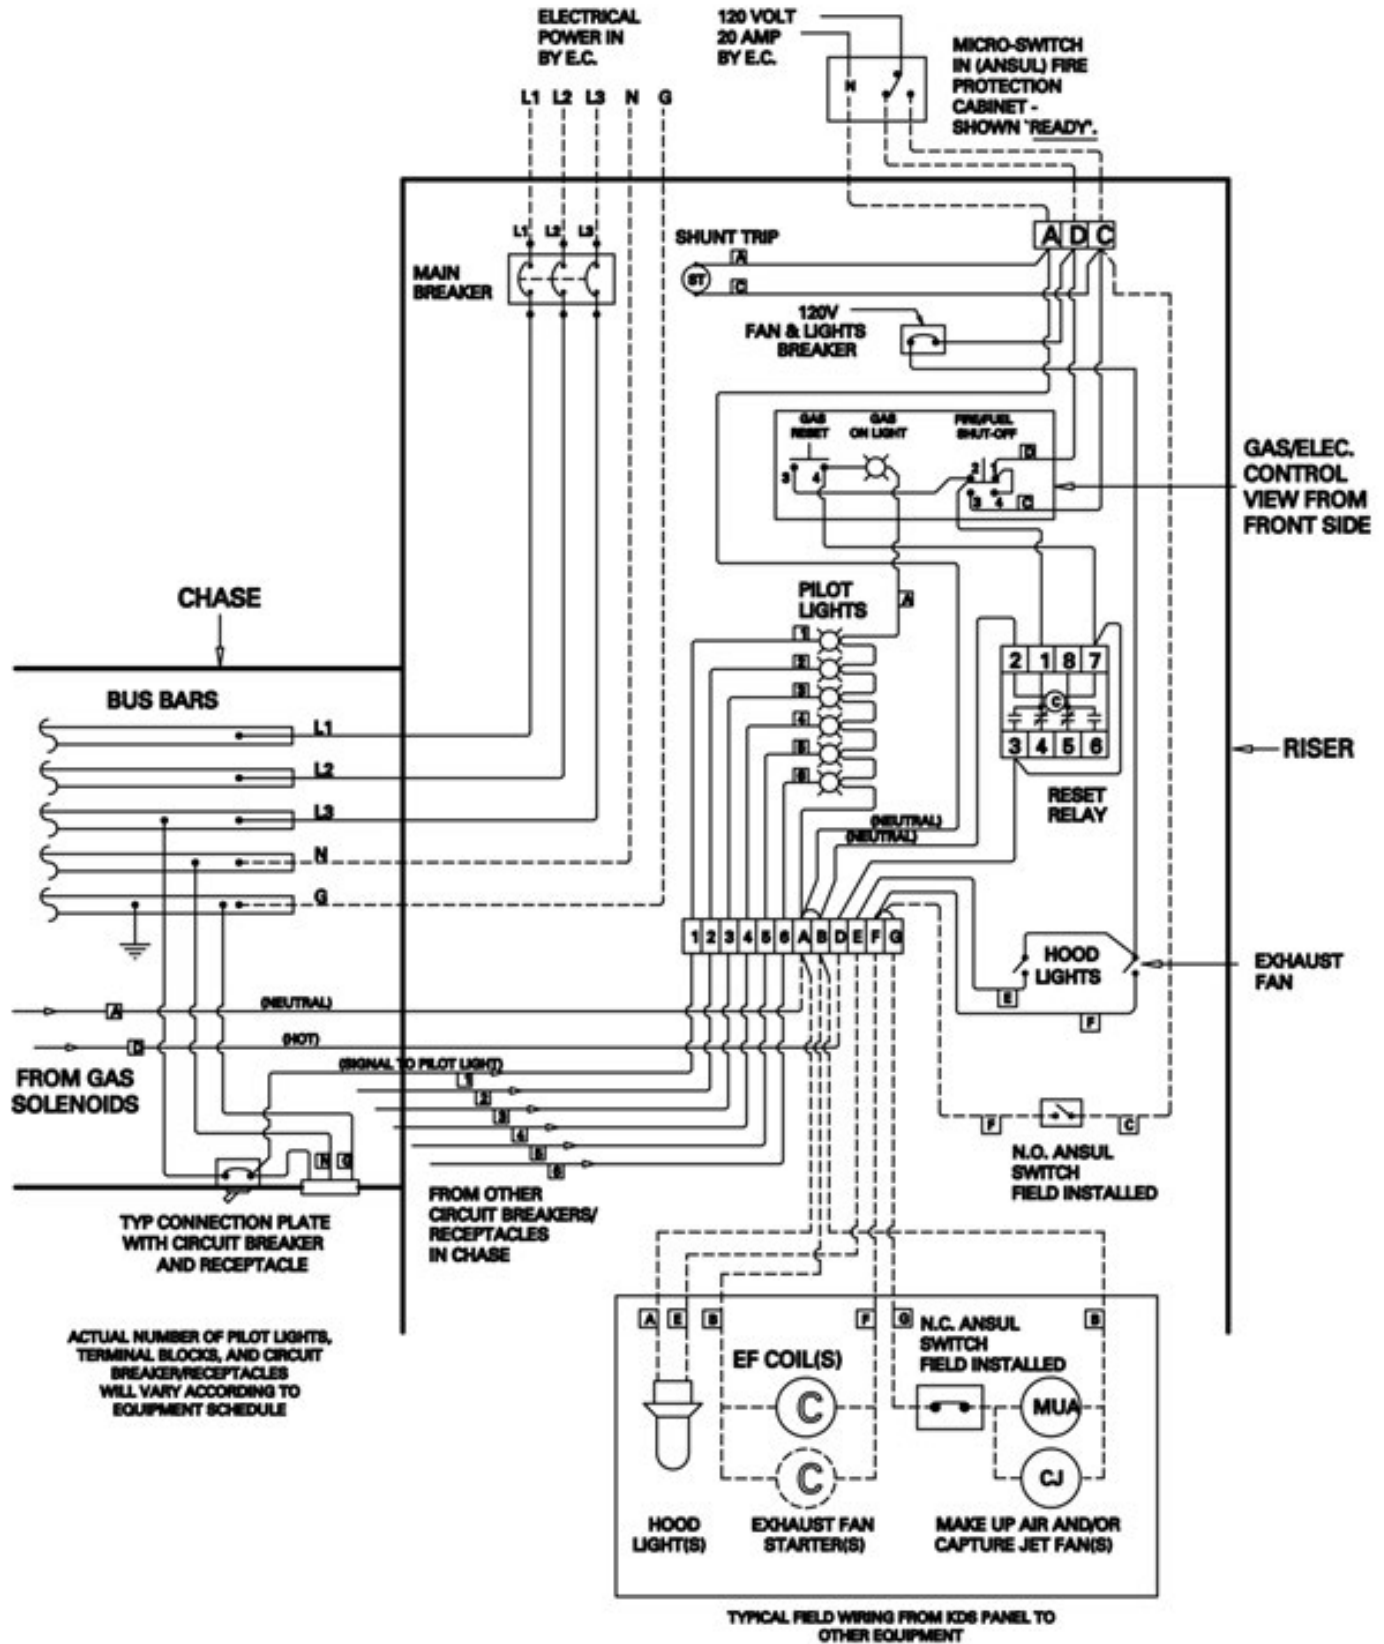 ELECTRICAL
POWER IN
BY E.C.
120 VOLT
20 AMP
BY E.C.
MICRO-SWITCH
IN (ANSUL) FIRE
PROTECTION
CABINET -
SHOWN 'READY'.
N
L1 L2 L3 N G
L1 L2 L3
MAIN
BREAKER
SHUNT TRIP
ST
A
C
A D C
120V
FAN & LIGHTS
BREAKER
GAS
RESET
GAS
ON LIGHT
FIRE/FUEL
SHUT-OFF
D
3 4
2 1
3 4
C
GAS/ELEC.
CONTROL
VIEW FROM
FRONT SIDE
CHASE
PILOT
LIGHTS
A
1
2
3
4
5
6
2 1 8 7
C
3 4 5 6
RESET
RELAY
RISER
BUS BARS
L1
L2
L3
N
G
(NEUTRAL)
(NEUTRAL)
1 2 3 4 5 6 A B D E F G
HOOD
LIGHTS
EXHAUST
FAN
E
F
A
(NEUTRAL)
D
(HOT)
FROM GAS
SOLENOIDS
(SIGNAL TO PILOT LIGHT)
1
2
3
4
5
6
F
C
N.O. ANSUL
SWITCH
FIELD INSTALLED
N G
TYP CONNECTION PLATE
WITH CIRCUIT BREAKER
AND RECEPTACLE
FROM OTHER
CIRCUIT BREAKERS/
RECEPTACLES
IN CHASE
ACTUAL NUMBER OF PILOT LIGHTS,
TERMINAL BLOCKS, AND CIRCUIT
BREAKER/RECEPTACLES
WILL VARY ACCORDING TO
EQUIPMENT SCHEDULE
A E B F G B
N.C. ANSUL
SWITCH
FIELD INSTALLED
EF COIL(S)
C
C
MUA
CJ
HOOD
LIGHT(S)
EXHAUST FAN
STARTER(S)
MAKE UP AIR AND/OR
CAPTURE JET FAN(S)
TYPICAL FIELD WIRING FROM KDS PANEL TO
OTHER EQUIPMENT